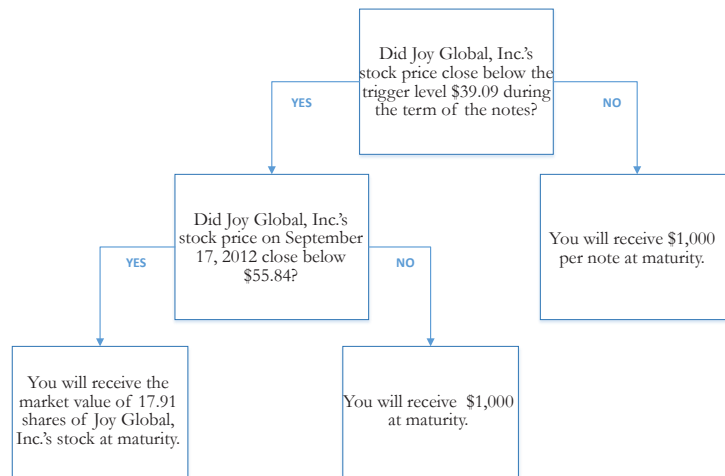 Did Joy Global, Inc.'s
stock price close below the
trigger level $39.09 during
the term of the notes?
YES
NO
Did Joy Global, Inc.'s
stock price on September
17, 2012 close below
$55.84?
You will receive $1,000
per note at maturity.
YES
NO
You will receive the
market value of 17.91
shares of Joy Global,
Inc.'s stock at maturity.
You will receive $1,000
at maturity.